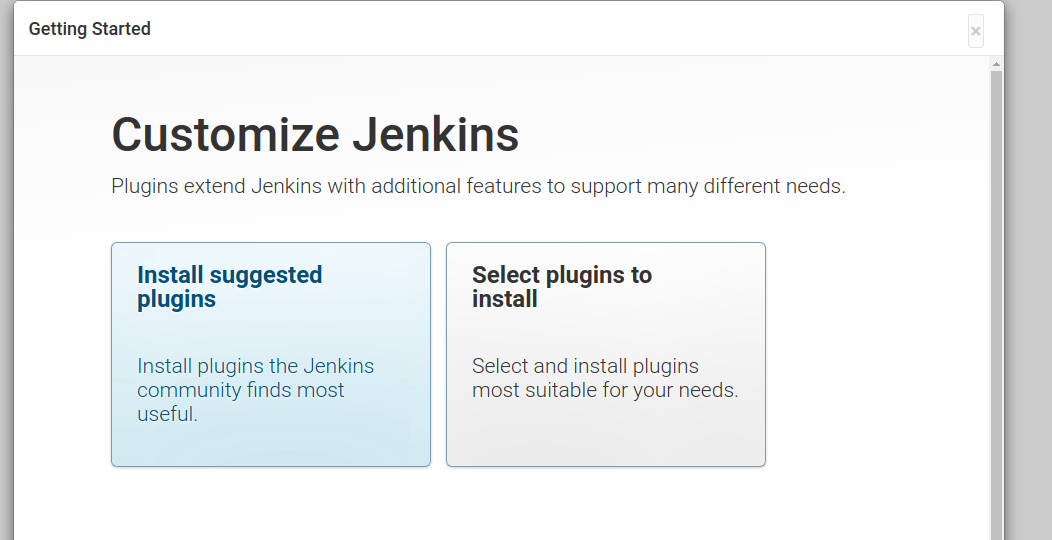 Getting Started
×
Customize Jenkins
Plugins extend Jenkins with additional features to support many different needs.
Install suggested
plugins
Install plugins the Jenkins
community finds most
useful.
Select plugins to
install
Select and install plugins
most suitable for your needs.